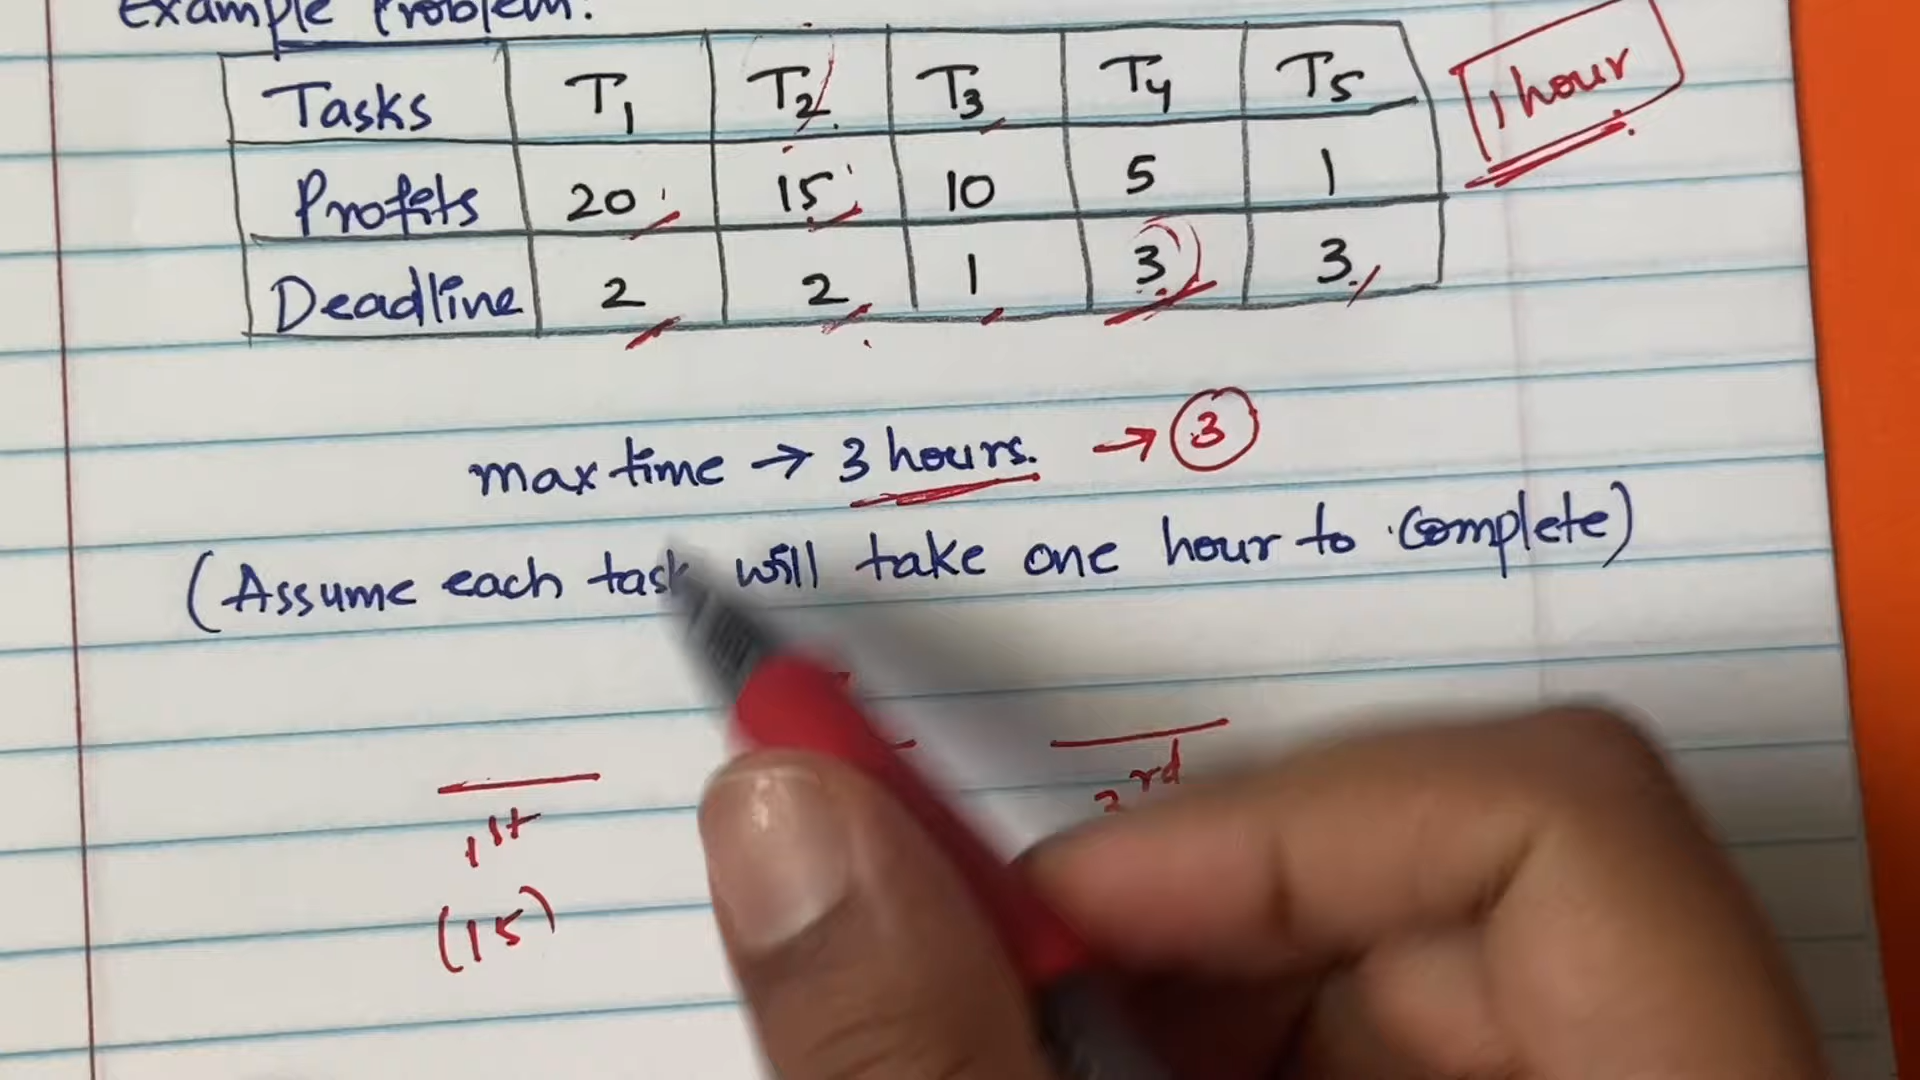 Example Problem:
Tasks T1 T2 T3 T4 T5
1 hour
Profits 20 15 10 5 1
Deadline 2 2 1 3 3
max time → 3 hours. → 3
(Assume each task will take one hour to complete)
1st rd
(15)